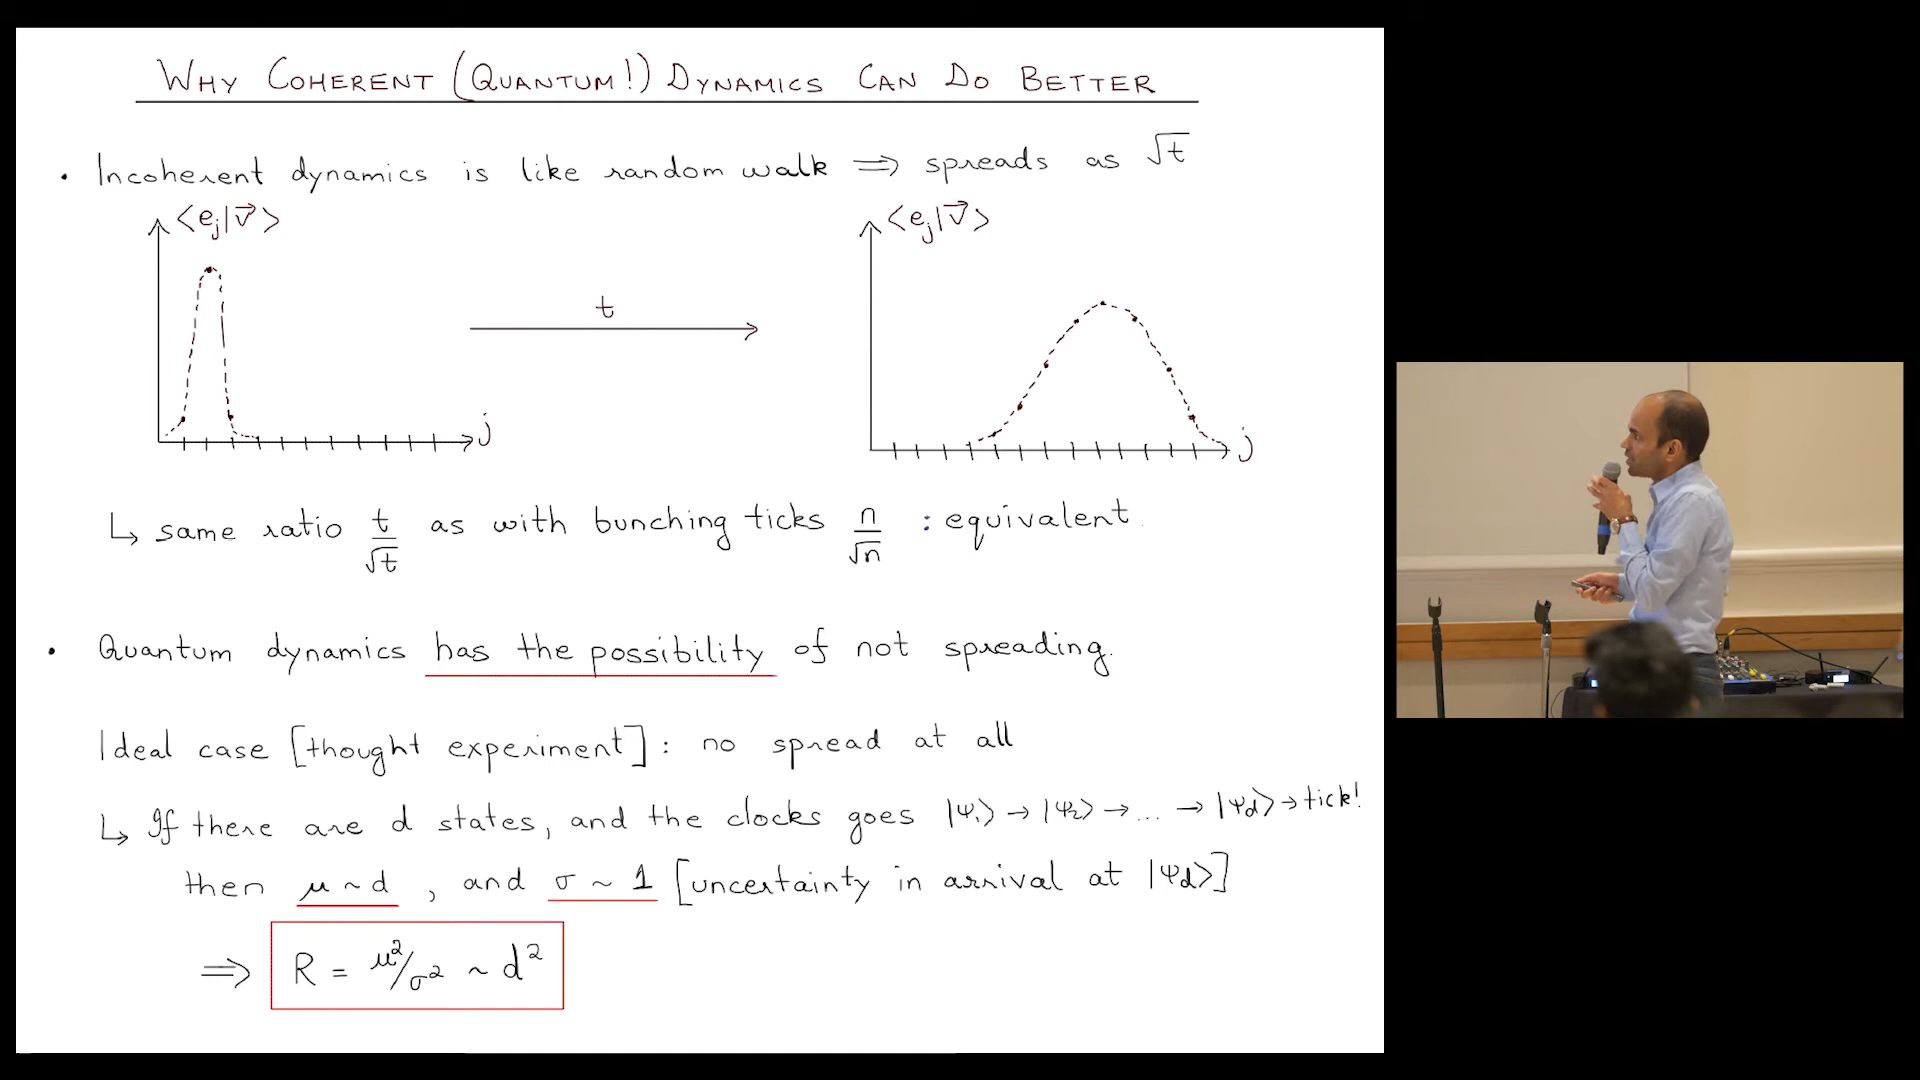 WHY COHERENT (QUANTUM!) DYNAMICS CAN DO BETTER
• Incoherent dynamics is like random walk ⟹ spreads as √t
<e_j|v⃗> <e_j|v⃗>
t
j j
↳ same ratio t/√t as with bunching ticks n/√n : equivalent.
• Quantum dynamics has the possibility of not spreading.
Ideal case [thought experiment]: no spread at all
↳ If there are d states, and the clocks goes |ψ₁⟩ → |ψ₂⟩ → ... → |ψd⟩ → tick!
then μ ~ d , and σ ~ 1 [uncertainty in arrival at |ψd⟩]
⟹ R = μ²/σ² ~ d²